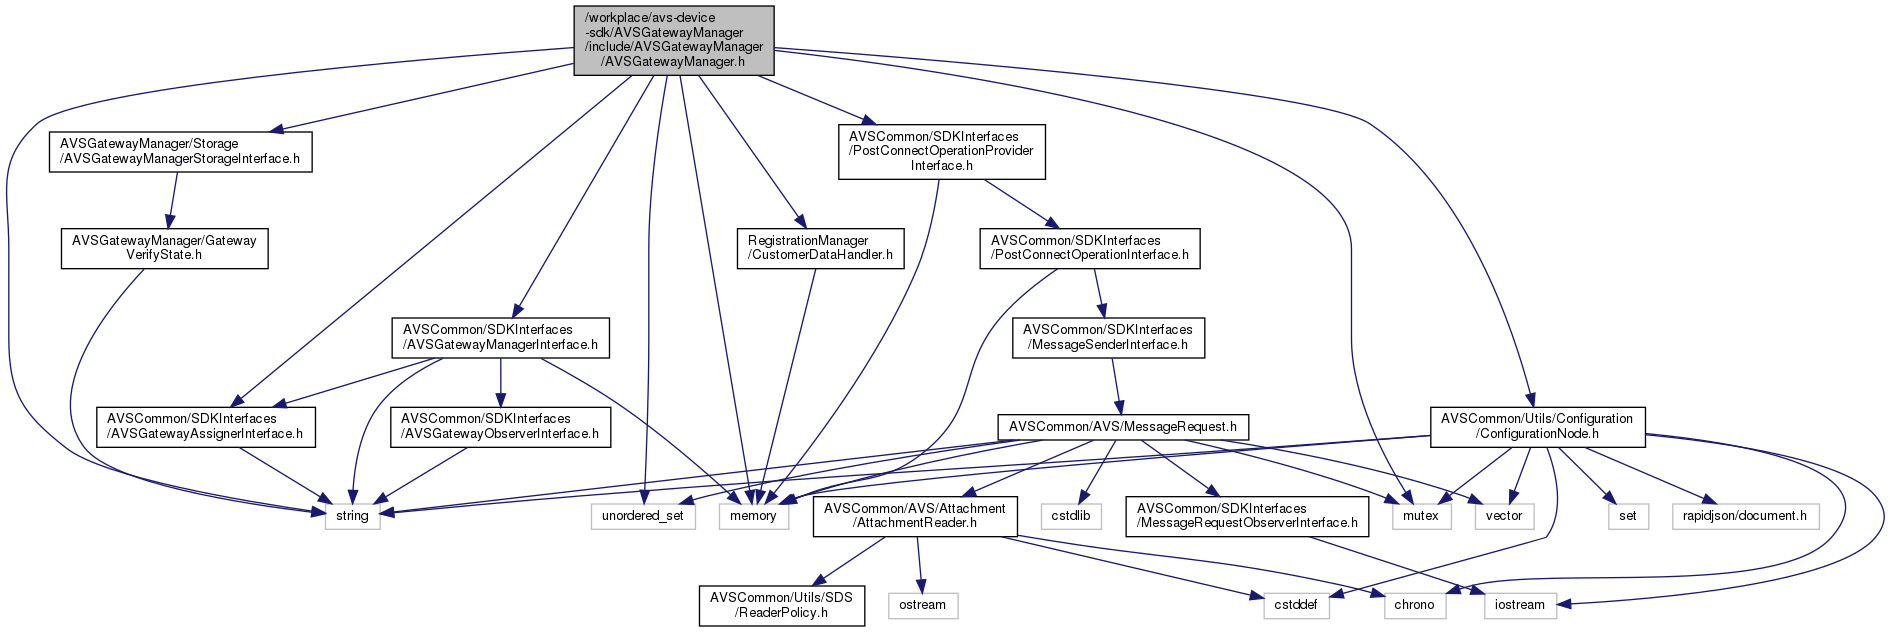 /workplace/avs-device
-sdk/AVSGatewayManager
/include/AVSGatewayManager
/AVSGatewayManager.h
AVSGatewayManager/Storage
/AVSGatewayManagerStorageInterface.h
AVSCommon/SDKInterfaces
/PostConnectOperationProvider
Interface.h
AVSGatewayManager/Gateway
VerifyState.h
RegistrationManager
/CustomerDataHandler.h
AVSCommon/SDKInterfaces
/PostConnectOperationInterface.h
AVSCommon/SDKInterfaces
/AVSGatewayManagerInterface.h
AVSCommon/SDKInterfaces
/MessageSenderInterface.h
AVSCommon/SDKInterfaces
/AVSGatewayAssignerInterface.h
AVSCommon/SDKInterfaces
/AVSGatewayObserverInterface.h
AVSCommon/AVS/MessageRequest.h
AVSCommon/Utils/Configuration
/ConfigurationNode.h
string
unordered_set
memory
AVSCommon/AVS/Attachment
/AttachmentReader.h
cstdlib
AVSCommon/SDKInterfaces
/MessageRequestObserverInterface.h
mutex
vector
set
rapidjson/document.h
AVSCommon/Utils/SDS
/ReaderPolicy.h
ostream
cstddef
chrono
iostream